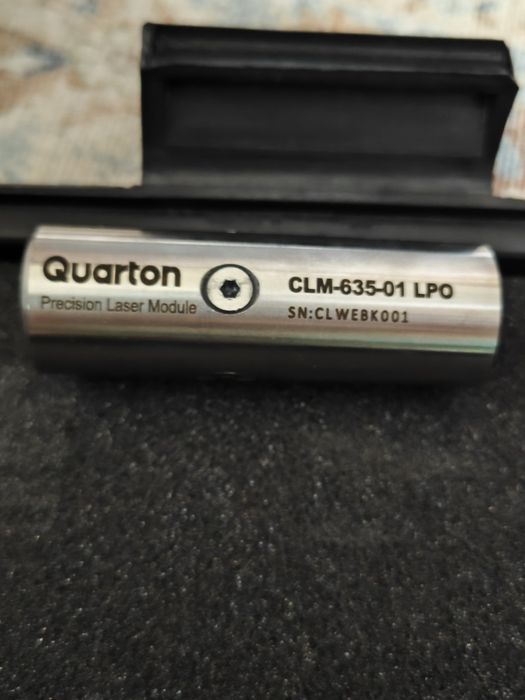 Quarton
Precision Laser Module
CLM-635-01 LPO
SN:CLWEBK001